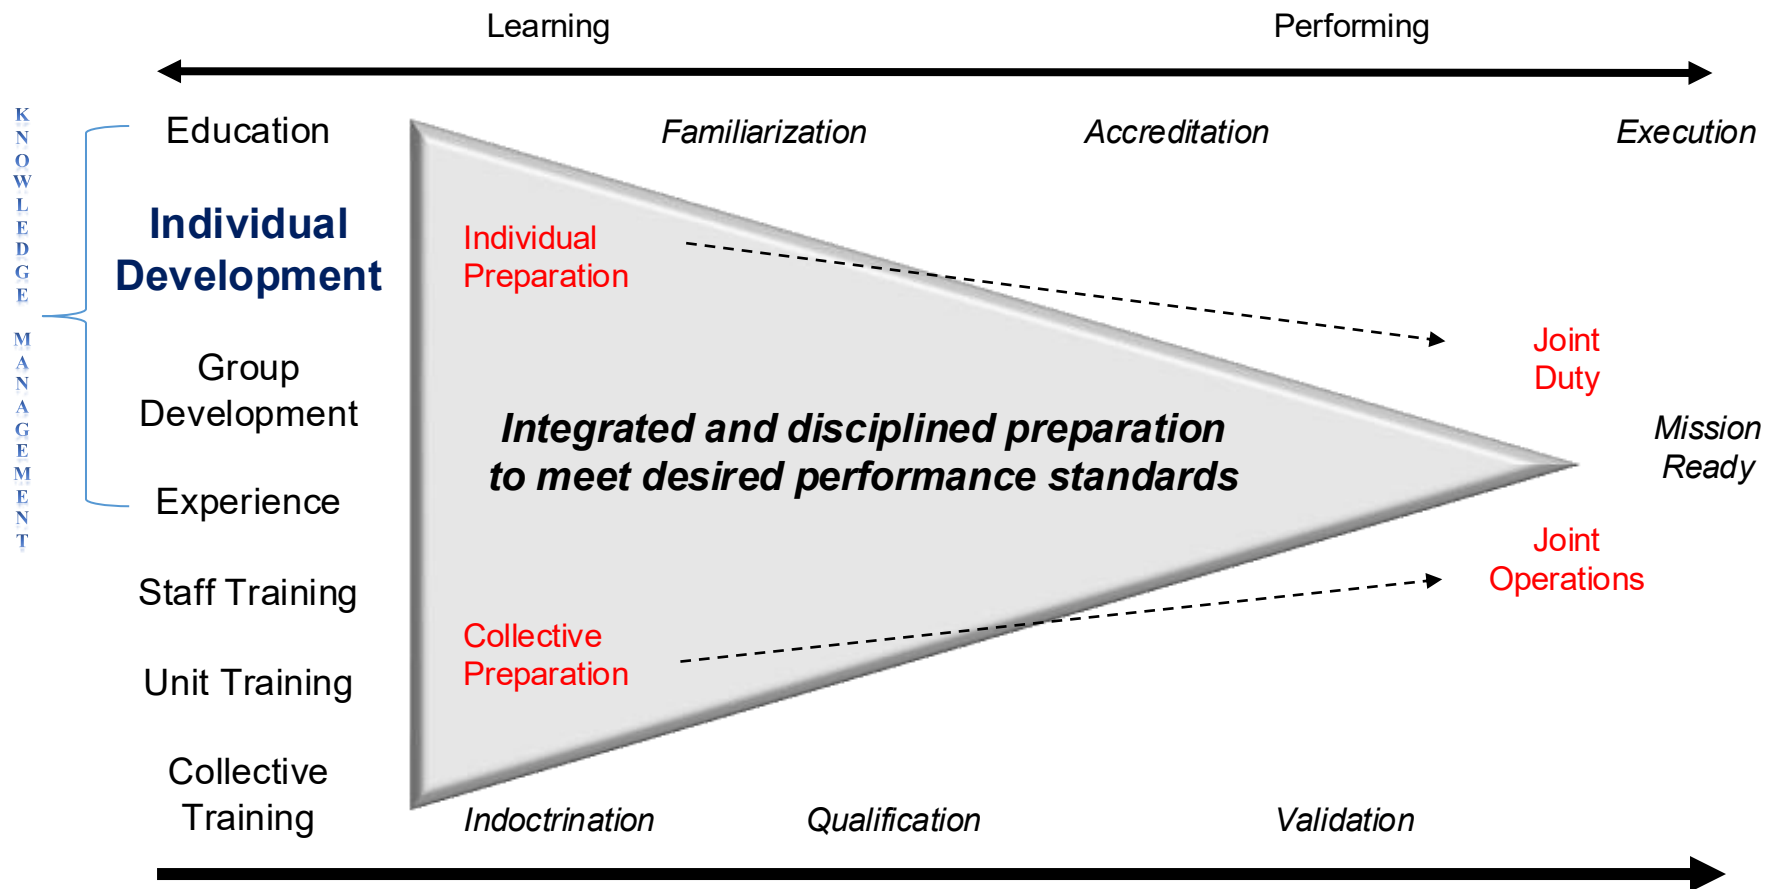 Learning
Performing
KNOWLEDGE MANAGEMENT
Education
Familiarization
Accreditation
Execution
Individual
Development
Individual
Preparation
Group
Development
Joint
Duty
Integrated and disciplined preparation
to meet desired performance standards
Mission
Ready
Experience
Joint
Operations
Staff Training
Collective
Preparation
Unit Training
Collective
Training
Indoctrination
Qualification
Validation